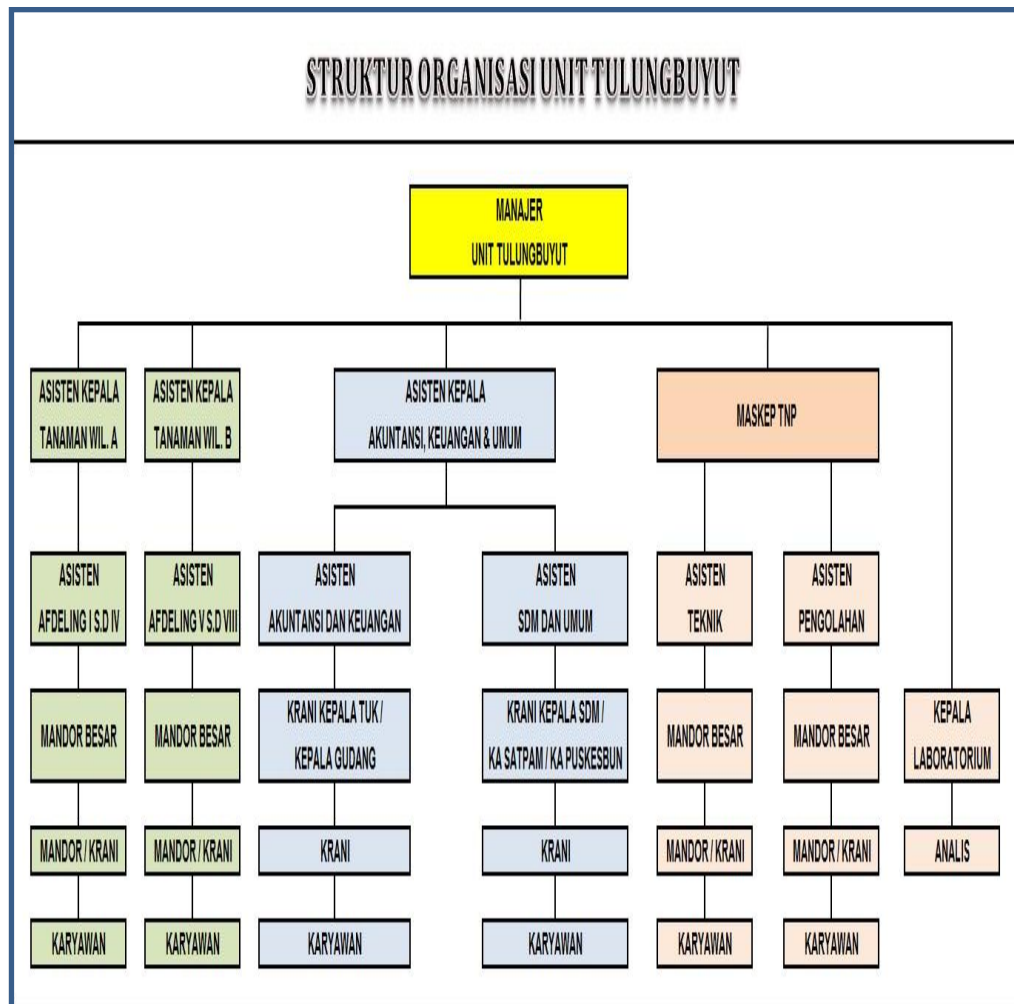 STRUKTUR ORGANISASI UNIT TULUNGBUYUT
MANAJER
UNIT TULUNGBUYUT
ASISTEN KEPALA
TANAMAN WIL. A
ASISTEN KEPALA
TANAMAN WIL. B
ASISTEN KEPALA
AKUNTANSI, KEUANGAN & UMUM
MASKEP TNP
ASISTEN
AFDELING I S.D IV
ASISTEN
AFDELING V S.D VIII
ASISTEN
AKUNTANSI DAN KEUANGAN
ASISTEN
SDM DAN UMUM
ASISTEN
TEKNIK
ASISTEN
PENGOLAHAN
MANDOR BESAR
MANDOR BESAR
KRANI KEPALA TUK /
KEPALA GUDANG
KRANI KEPALA SDM /
KA SATPAM / KA PUSKESBUN
MANDOR BESAR
MANDOR BESAR
KEPALA
LABORATORIUM
MANDOR / KRANI
MANDOR / KRANI
KRANI
KRANI
MANDOR / KRANI
MANDOR / KRANI
ANALIS
KARYAWAN
KARYAWAN
KARYAWAN
KARYAWAN
KARYAWAN
KARYAWAN